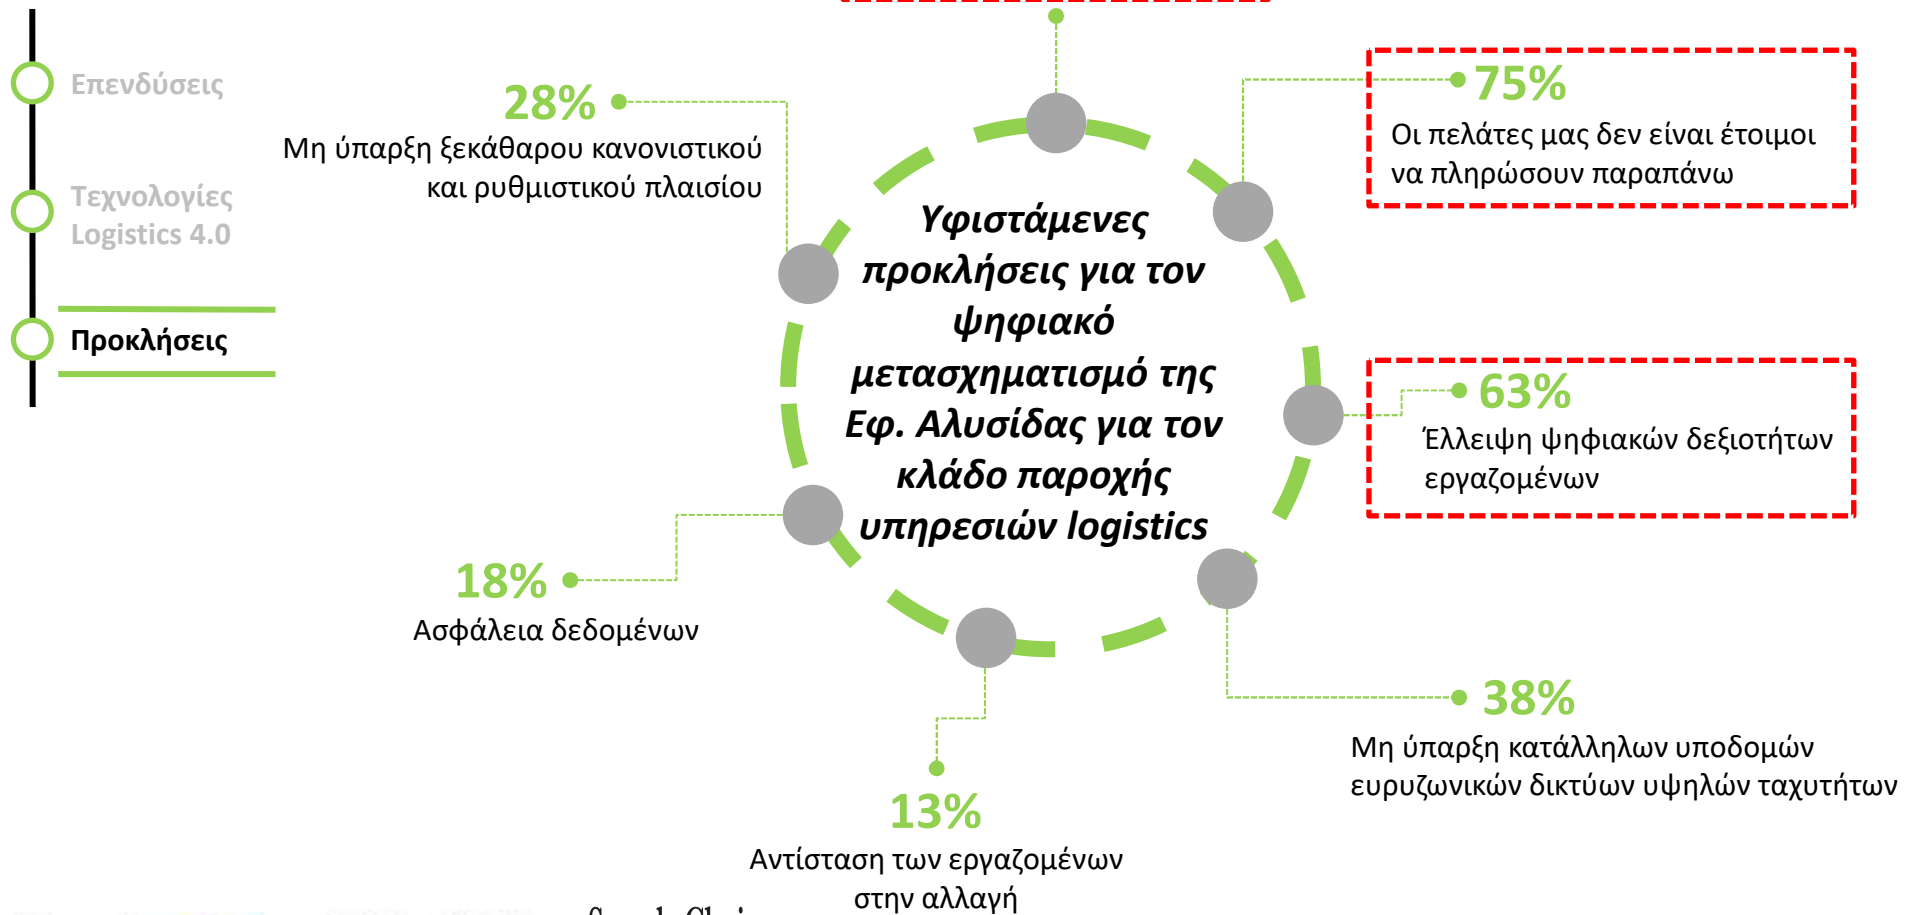 Επενδύσεις
Τεχνολογίες
Logistics 4.0
Προκλήσεις
28%
Μη ύπαρξη ξεκάθαρου κανονιστικού
και ρυθμιστικού πλαισίου
75%
Οι πελάτες μας δεν είναι έτοιμοι
να πληρώσουν παραπάνω
Υφιστάμενες
προκλήσεις για τον
ψηφιακό
μετασχηματισμό της
Εφ. Αλυσίδας για τον
κλάδο παροχής
υπηρεσιών logistics
63%
Έλλειψη ψηφιακών δεξιοτήτων
εργαζομένων
18%
Ασφάλεια δεδομένων
38%
Μη ύπαρξη κατάλληλων υποδομών
ευρυζωνικών δικτύων υψηλών ταχυτήτων
13%
Αντίσταση των εργαζομένων
στην αλλαγή